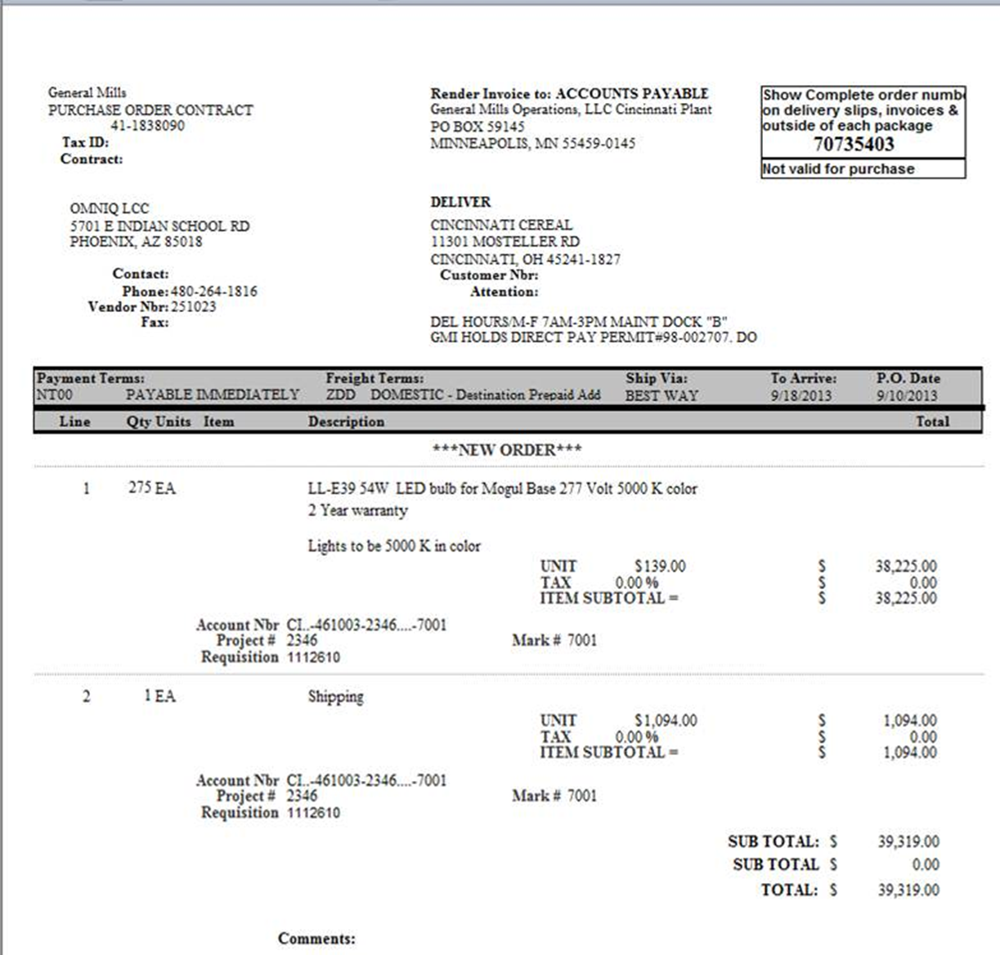 General Mills
PURCHASE ORDER CONTRACT
41-1838090
Tax ID:
Contract:
Render Invoice to: ACCOUNTS PAYABLE
General Mills Operations, LLC Cincinnati Plant
PO BOX 59145
MINNEAPOLIS, MN 55459-0145
Show Complete order numb
on delivery slips, invoices &
outside of each package
70735403
Not valid for purchase
OMNIQ LCC
5701 E INDIAN SCHOOL RD
PHOENIX, AZ 85018
Contact:
Phone: 480-264-1816
Vendor Nbr: 251023
Fax:
DELIVER
CINCINNATI CEREAL
11301 MOSTELLER RD
CINCINNATI, OH 45241-1827
Customer Nbr:
Attention:
DEL HOURS/M-F 7AM-3PM MAINT DOCK "B"
GMI HOLDS DIRECT PAY PERMIT#98-002707. DO
Payment Terms: Freight Terms: Ship Via: To Arrive: P.O. Date
NT00 PAYABLE IMMEDIATELY ZDD DOMESTIC - Destination Prepaid Add BEST WAY 9/18/2013 9/10/2013
Line Qty Units Item Description Total
***NEW ORDER***
1 275 EA LL-E39 54W LED bulb for Mogul Base 277 Volt 5000 K color
2 Year warranty
Lights to be 5000 K in color
UNIT $139.00 $ 38,225.00
TAX 0.00 % $ 0.00
ITEM SUBTOTAL = $ 38,225.00
Account Nbr CI..-461003-2346....-7001
Project # 2346 Mark # 7001
Requisition 1112610
2 1 EA Shipping
UNIT $1,094.00 $ 1,094.00
TAX 0.00 % $ 0.00
ITEM SUBTOTAL = $ 1,094.00
Account Nbr CI..-461003-2346....-7001
Project # 2346 Mark # 7001
Requisition 1112610
SUB TOTAL: $ 39,319.00
SUB TOTAL $ 0.00
TOTAL: $ 39,319.00
Comments: